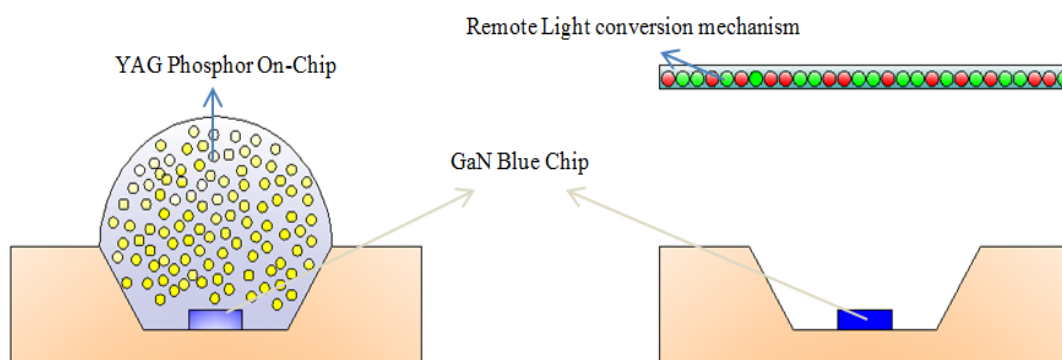 Remote Light conversion mechanism
YAG Phosphor On-Chip
GaN Blue Chip